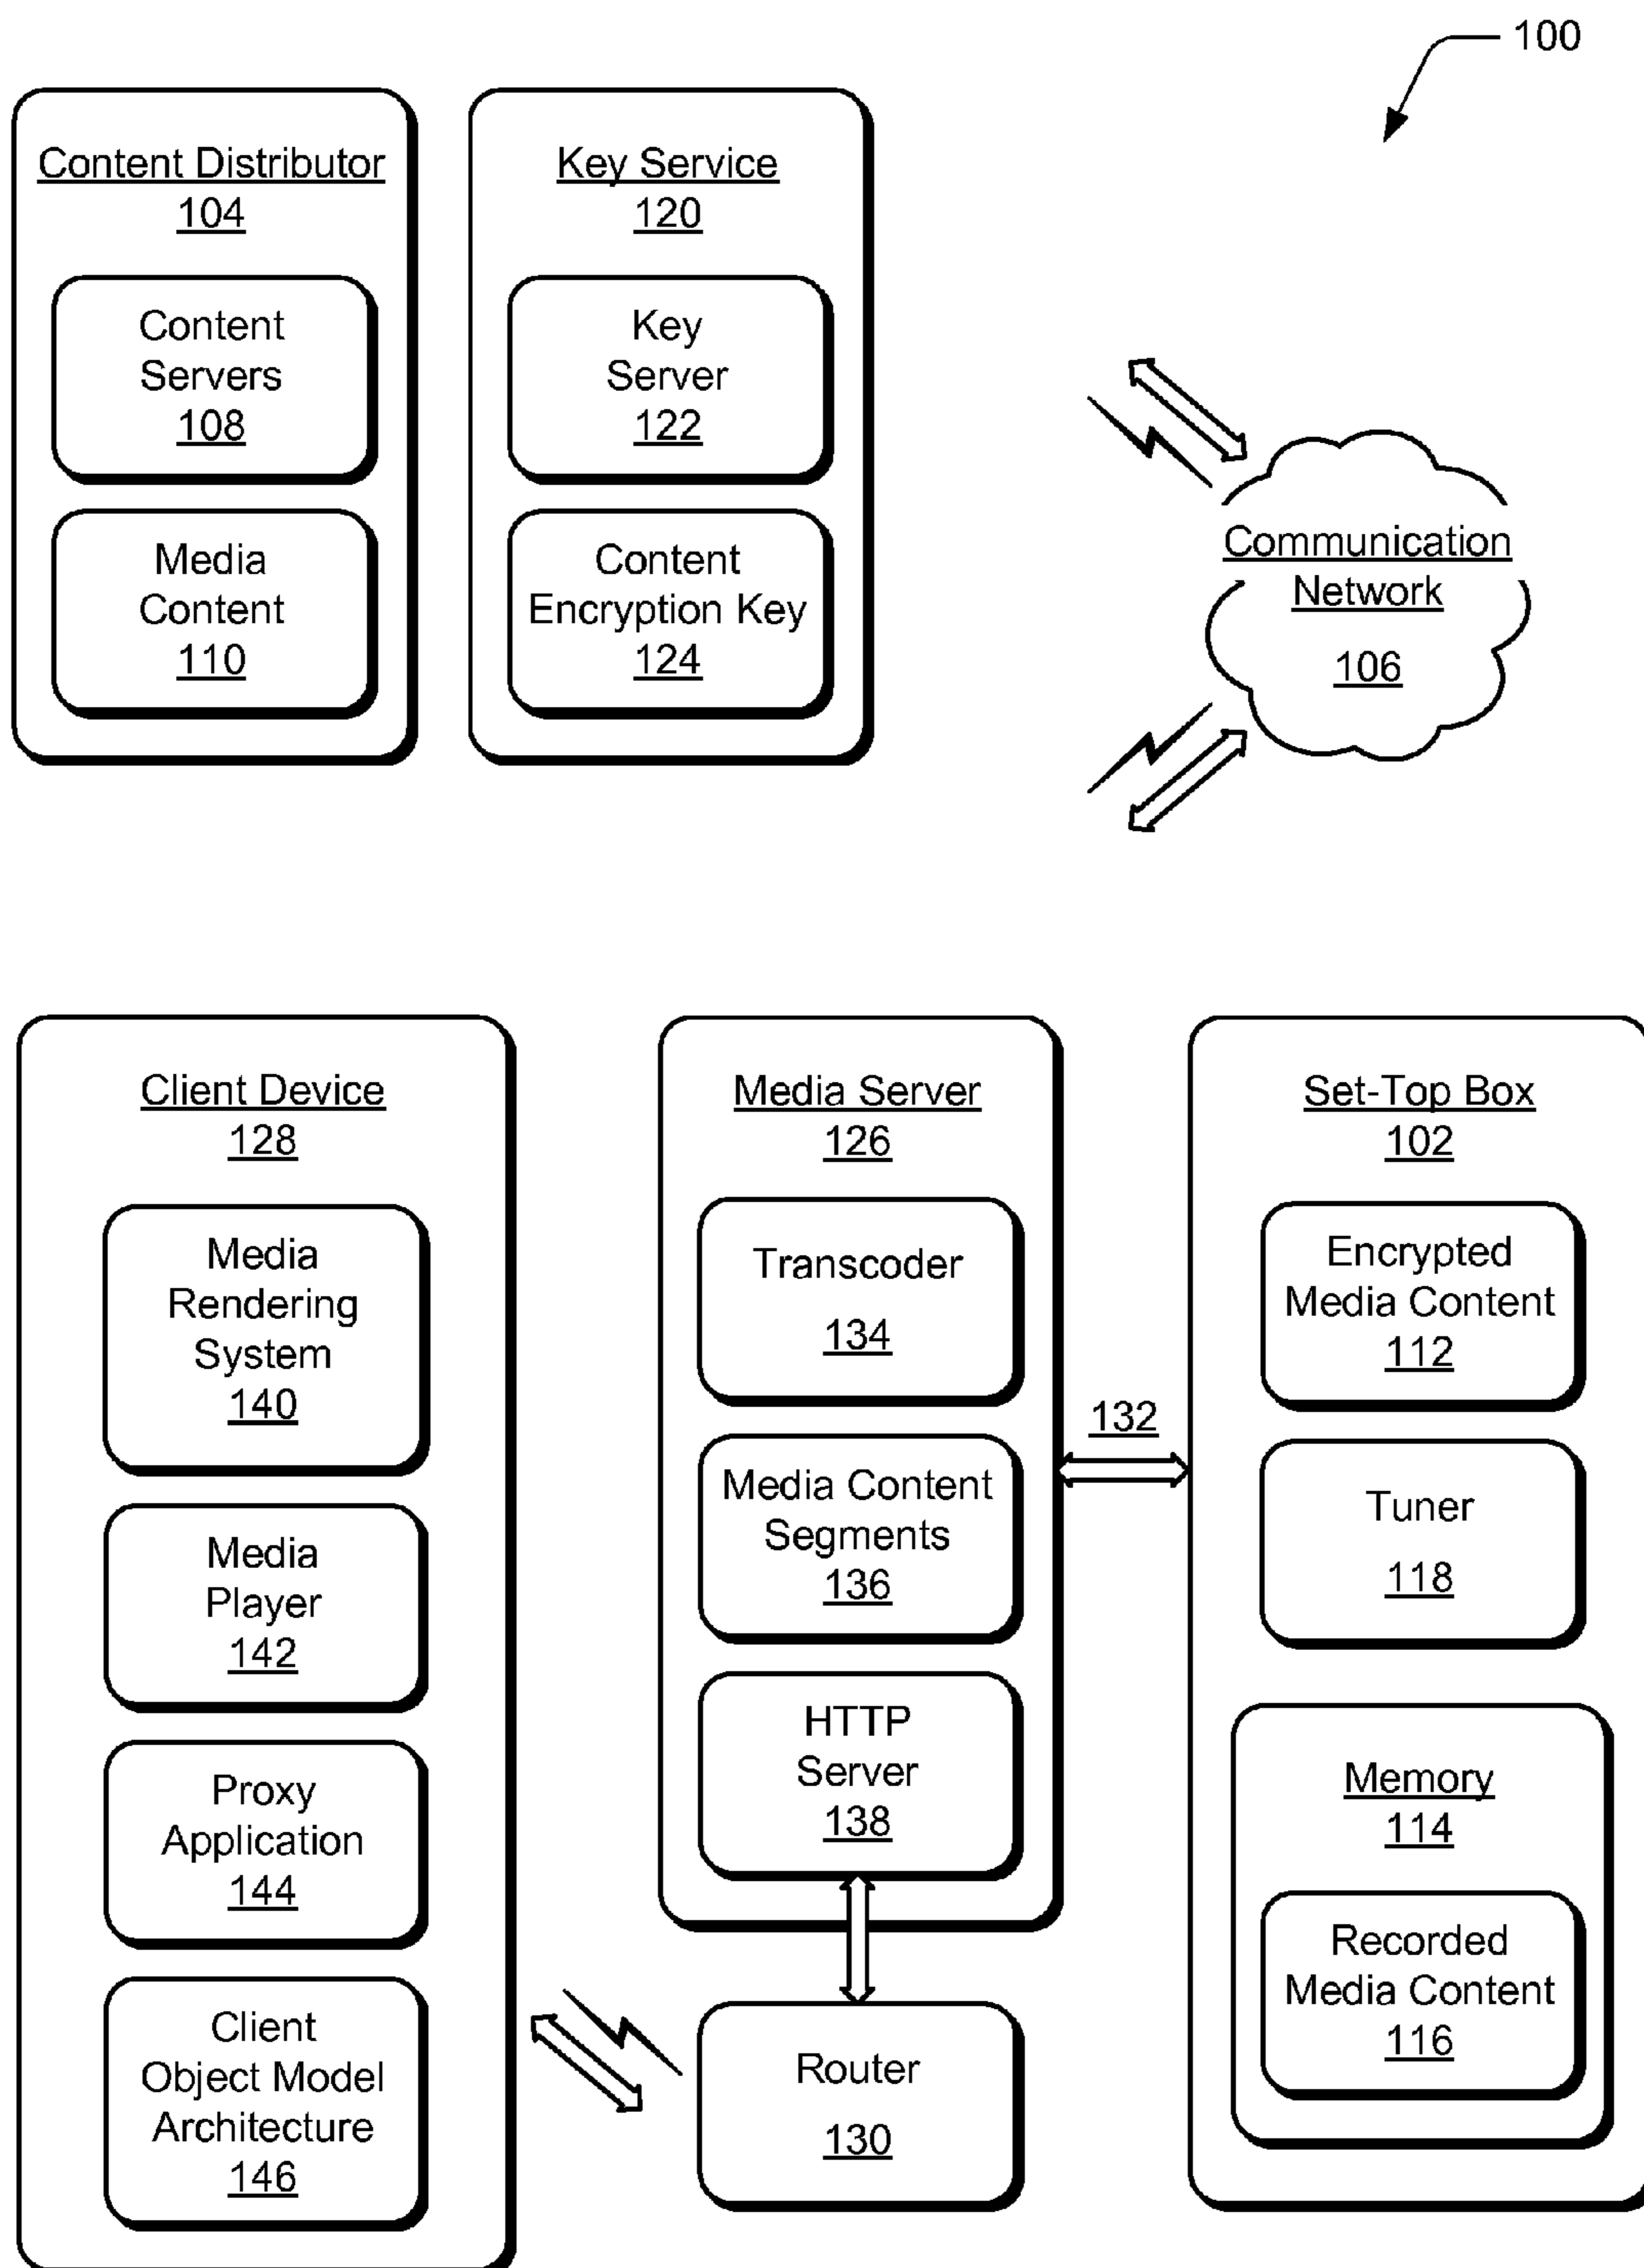 100
Content Distributor
104
Content
Servers
108
Media
Content
110
Key Service
120
Key
Server
122
Content
Encryption Key
124
Communication
Network
106
Client Device
128
Media
Rendering
System
140
Media
Player
142
Proxy
Application
144
Client
Object Model
Architecture
146
Media Server
126
Transcoder
134
Media Content
Segments
136
HTTP
Server
138
Router
130
132
Set-Top Box
102
Encrypted
Media Content
112
Tuner
118
Memory
114
Recorded
Media Content
116